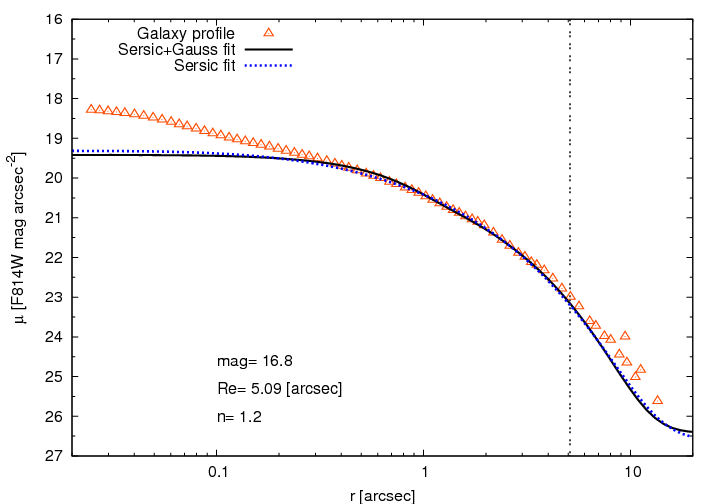 Galaxy profile
Sersic+Gauss fit
Sersic fit
16
17
18
19
20
21
22
23
24
25
26
27
μ [F814W mag arcsec⁻²]
mag= 16.8
Re= 5.09 [arcsec]
n= 1.2
0.1 1 10
r [arcsec]